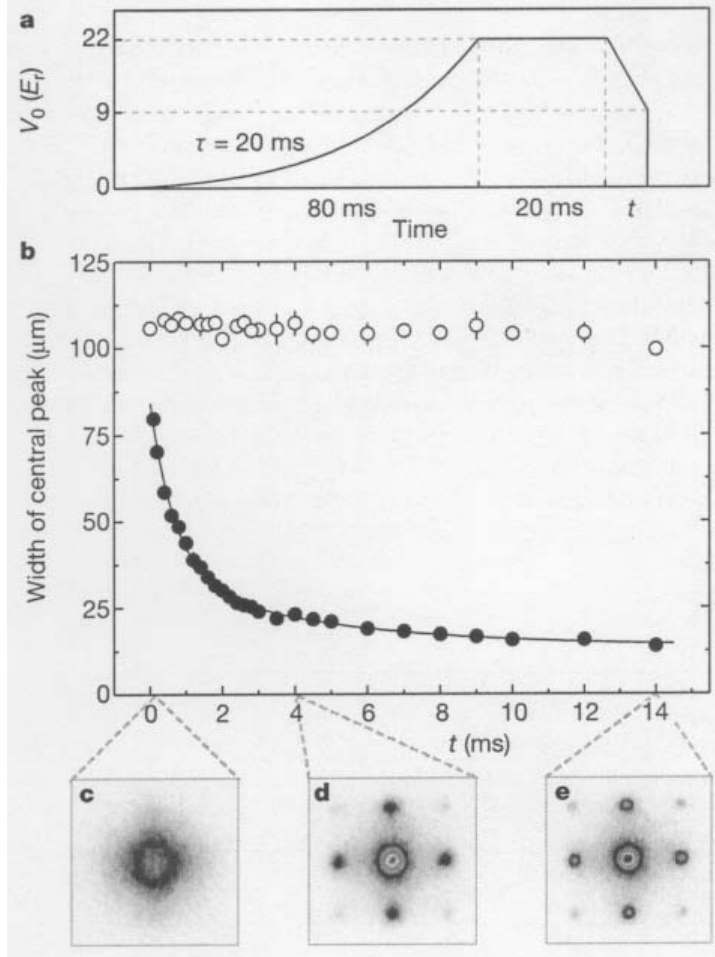 a
22
9
0
V₀ (Eᵣ)
τ = 20 ms
80 ms
20 ms
t
Time
b
125
100
75
50
25
0
Width of central peak (μm)
0
2
4
6
8
10
12
14
t (ms)
c
d
e